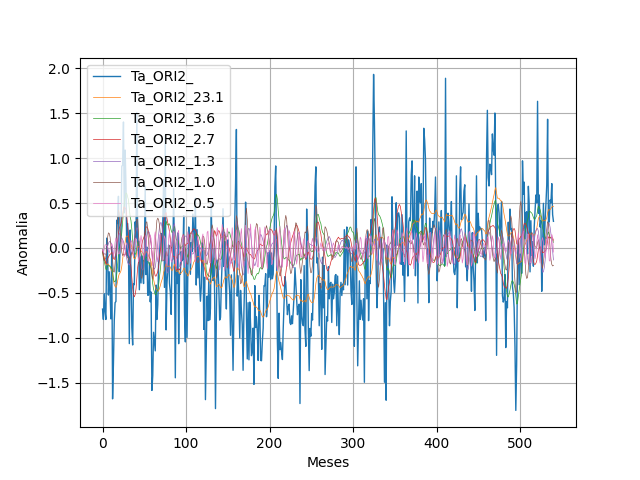 Ta_ORI2_
Ta_ORI2_23.1
Ta_ORI2_3.6
Ta_ORI2_2.7
Ta_ORI2_1.3
Ta_ORI2_1.0
Ta_ORI2_0.5
2.0
1.5
1.0
0.5
0.0
−0.5
−1.0
−1.5
Anomalia
0 100 200 300 400 500
Meses